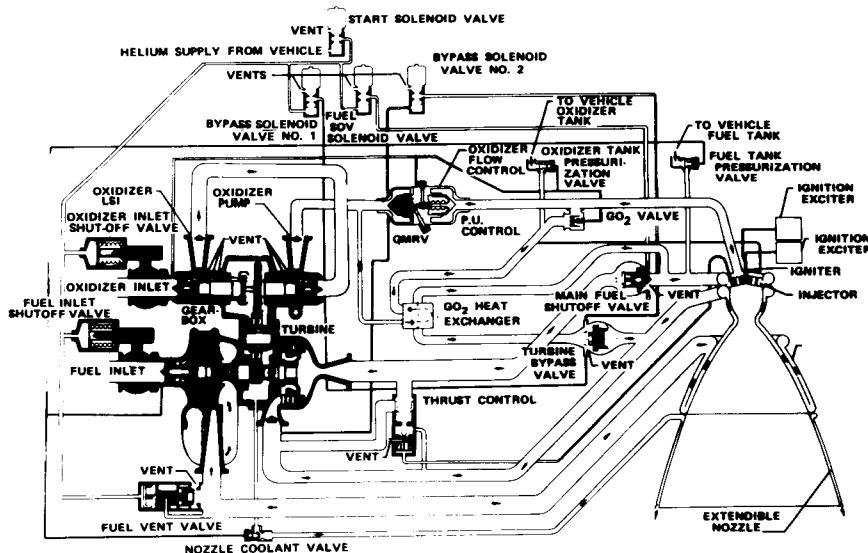 START SOLENOID VALVE
VENT
HELIUM SUPPLY FROM VEHICLE
BYPASS SOLENOID
VALVE NO. 2
VENTS
BYPASS SOLENOID
VALVE NO. 1
FUEL
SOV
SOLENOID VALVE
TO VEHICLE
OXIDIZER
TANK
TO VEHICLE
FUEL TANK
OXIDIZER TANK
PRESSURI-
ZATION
VALVE
FUEL TANK
PRESSURIZATION
VALVE
OXIDIZER
FLOW
CONTROL
OXIDIZER
LSI
OXIDIZER
PUMP
IGNITION
EXCITER
OXIDIZER INLET
SHUT-OFF VALVE
VENT
P.U.
CONTROL
GO2 VALVE
QMRV
IGNITION
EXCITER
IGNITER
OXIDIZER INLET
MAIN FUEL
SHUTOFF VALVE
VENT
INJECTOR
FUEL INLET
SHUTOFF VALVE
GEAR-
BOX
TURBINE
GO2 HEAT
EXCHANGER
FUEL INLET
TURBINE
BYPASS
VALVE
VENT
THRUST CONTROL
VENT
VENT
FUEL VENT VALVE
NOZZLE COOLANT VALVE
EXTENDIBLE
NOZZLE